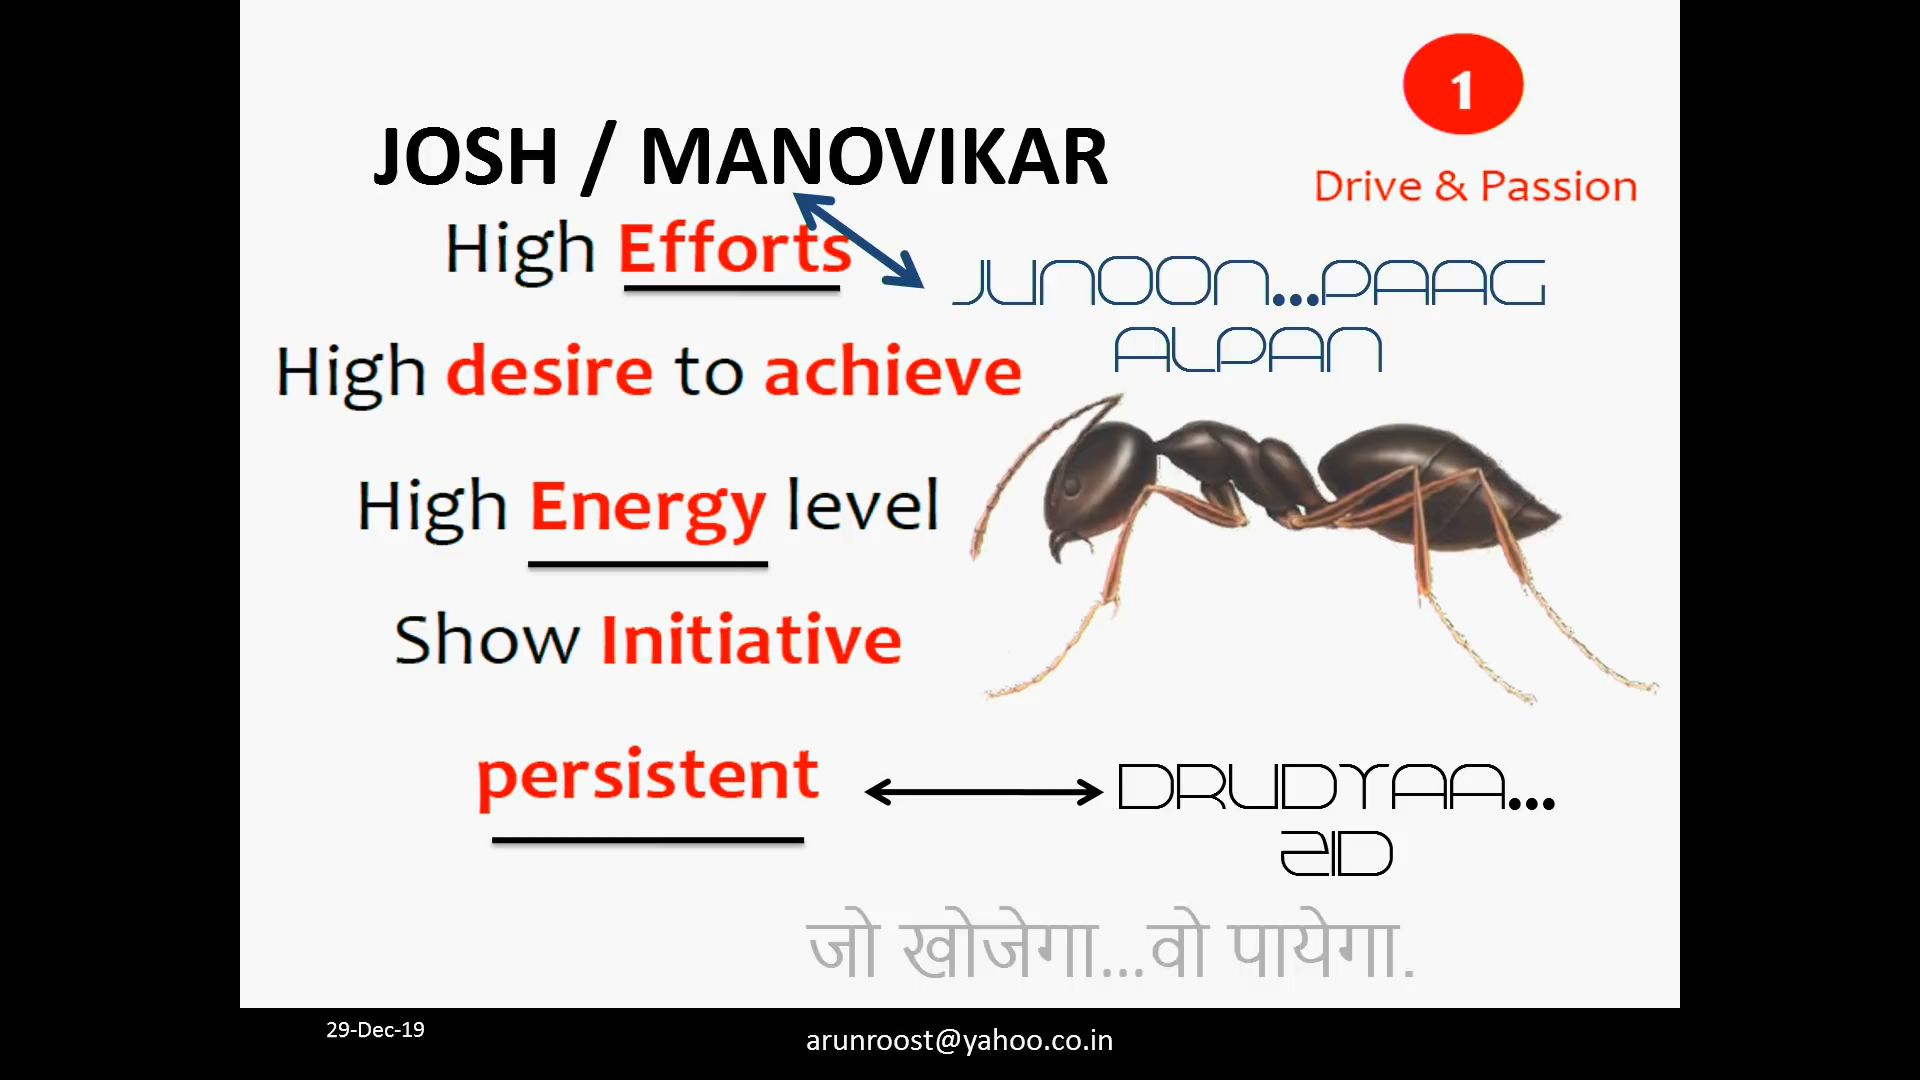 1
Drive & Passion
JOSH / MANOVIKAR
High Efforts
JUNOON...PAAG
ALPAN
High desire to achieve
High Energy level
Show Initiative
persistent
DRUDYAA...
ZID
जो खोजेगा...वो पायेगा.
29-Dec-19
arunroost@yahoo.co.in